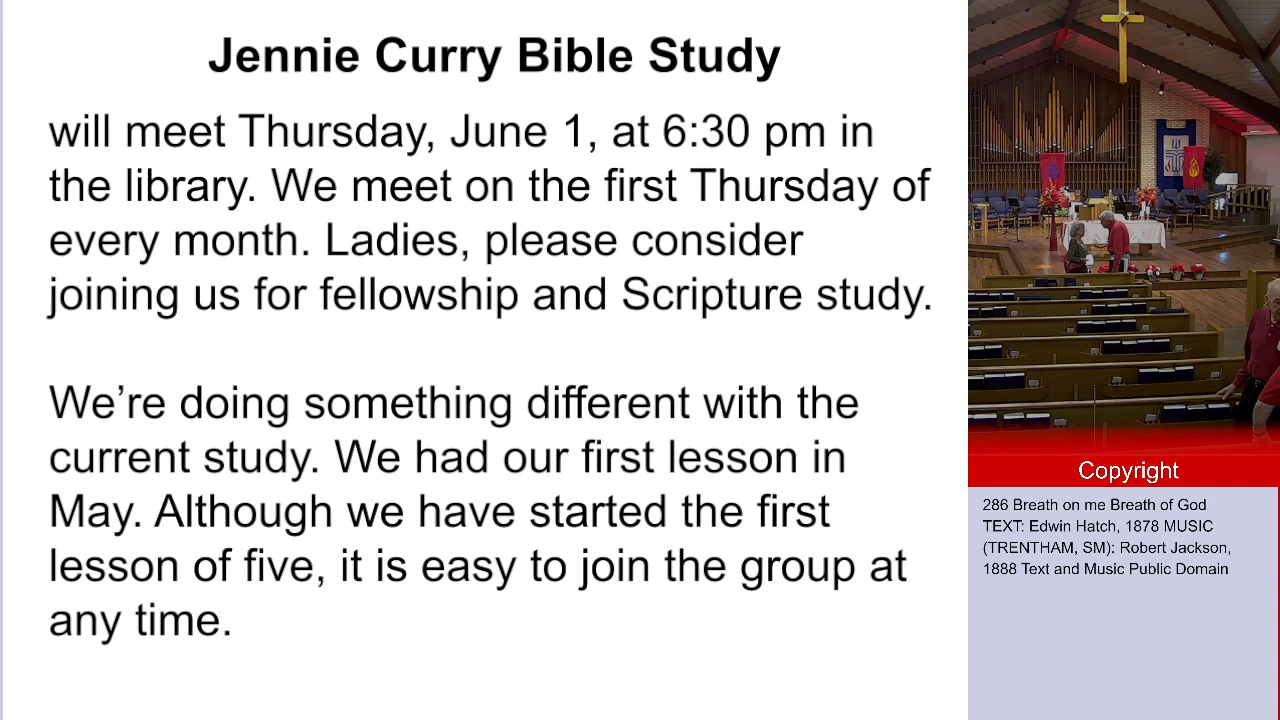 Jennie Curry Bible Study
will meet Thursday, June 1, at 6:30 pm in
the library. We meet on the first Thursday of
every month. Ladies, please consider
joining us for fellowship and Scripture study.
We’re doing something different with the
current study. We had our first lesson in
May. Although we have started the first
lesson of five, it is easy to join the group at
any time.
Copyright
286 Breath on me Breath of God
TEXT: Edwin Hatch, 1878 MUSIC
(TRENTHAM, SM): Robert Jackson,
1888 Text and Music Public Domain